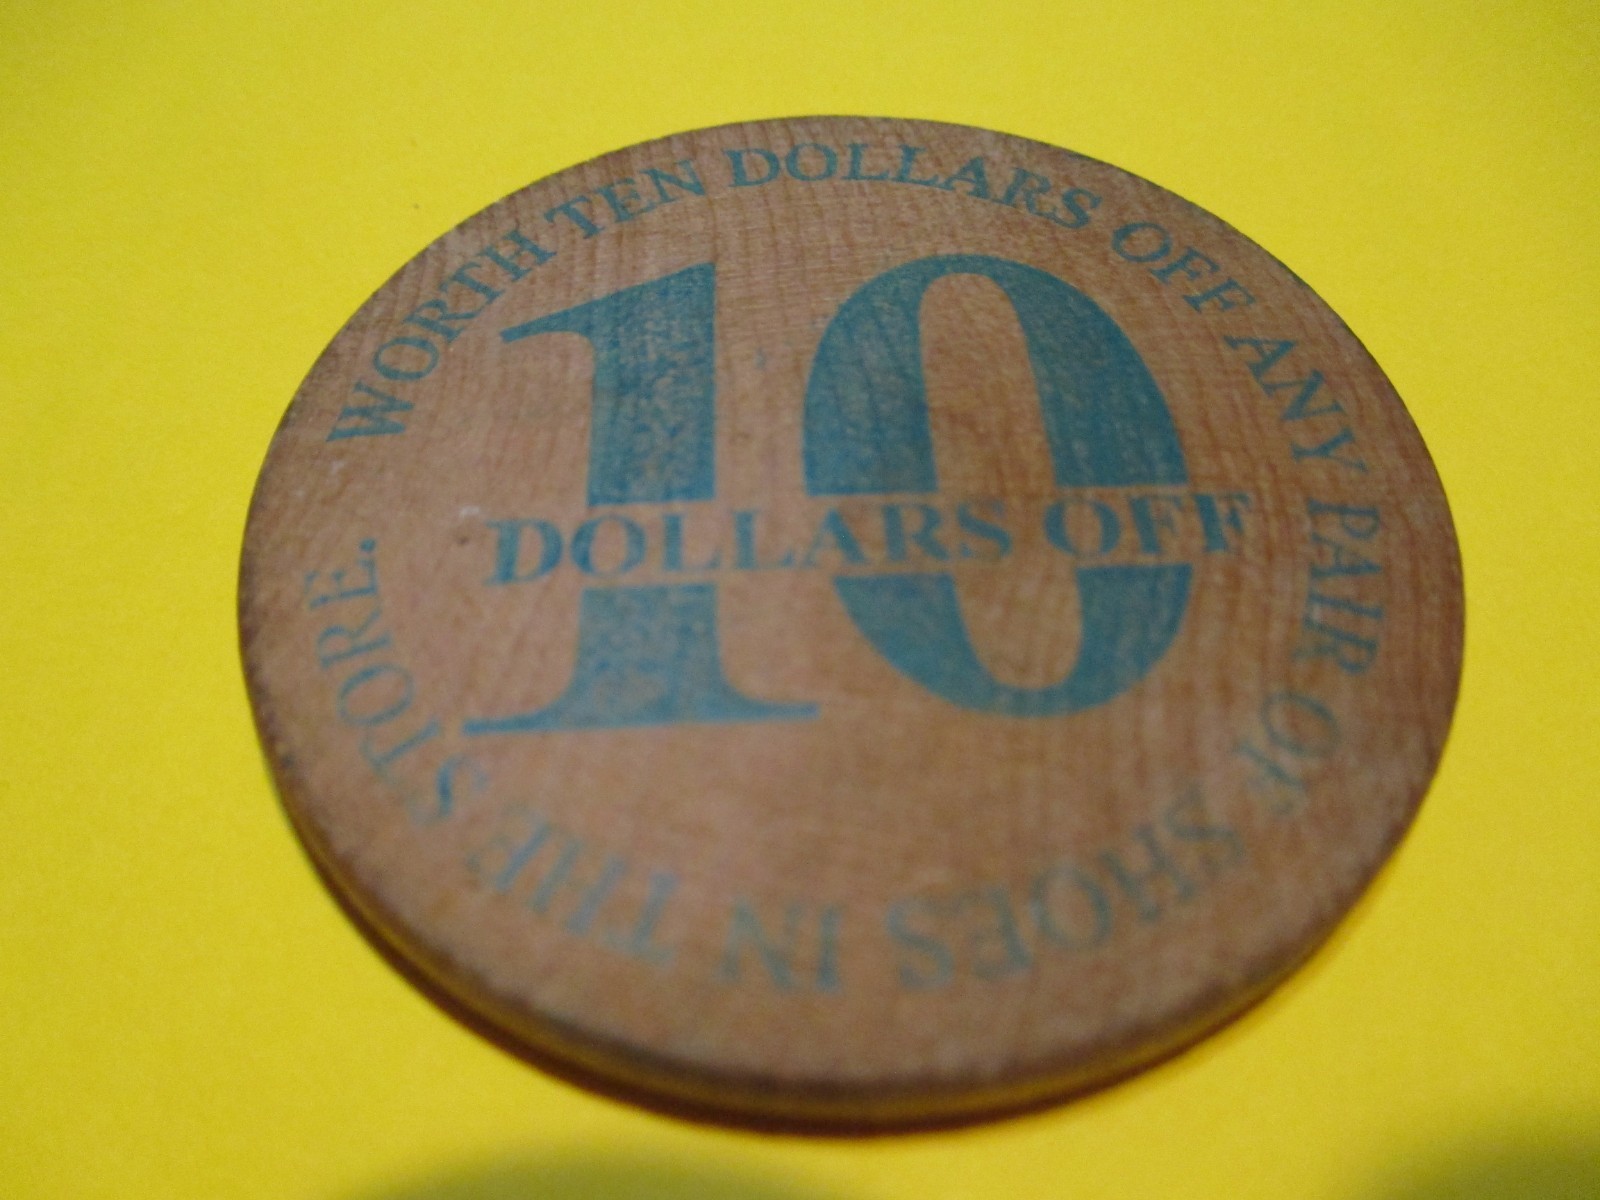 WORTH TEN DOLLARS OFF ANY PAIR OF SHOES IN THE STORE.
10
DOLLARS OFF